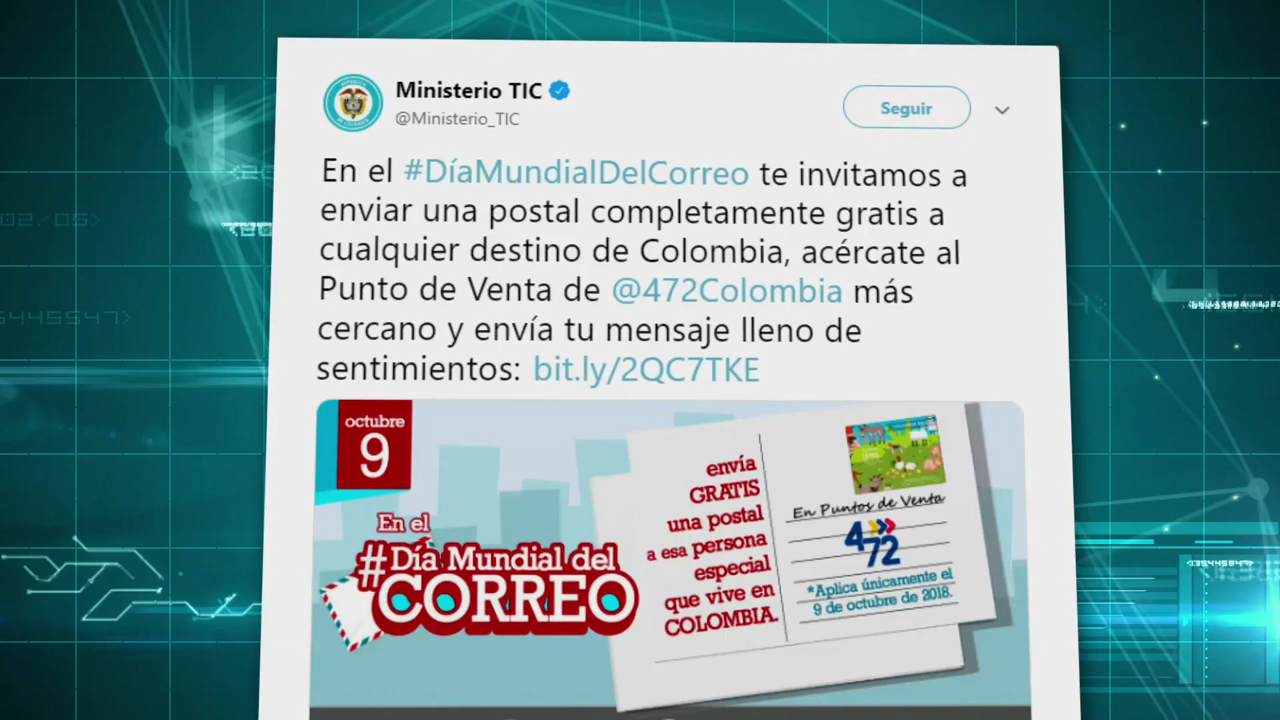 Ministerio TIC
@Ministerio_TIC
Seguir
En el #DíaMundialDelCorreo te invitamos a
enviar una postal completamente gratis a
cualquier destino de Colombia, acércate al
Punto de Venta de @472Colombia más
cercano y envía tu mensaje lleno de
sentimientos: bit.ly/2QC7TKE
octubre
9
En el
#Día Mundial del
CORREO
envía
GRATIS
una postal
a esa persona
especial
que vive en
COLOMBIA.
En Puntos de Venta
472
*Aplica únicamente el
9 de octubre de 2018.